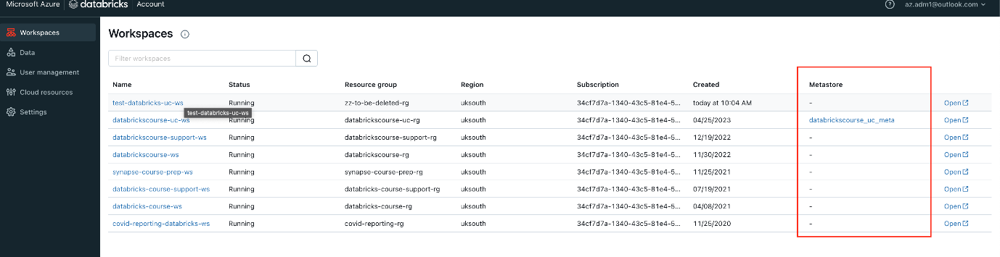 Microsoft Azure databricks Account az.adm1@outlook.com
Workspaces
Data
User management
Cloud resources
Settings
Workspaces
Filter workspaces
Name Status Resource group Region Subscription Created Metastore
test-databricks-uc-ws Running zz-to-be-deleted-rg uksouth 34cf7d7a-1340-43c5-81e4-5... today at 10:04 AM - Open
test-databricks-uc-ws
databrickscourse-uc-ws Running databrickscourse-uc-rg uksouth 34cf7d7a-1340-43c5-81e4-5... 04/25/2023 databrickscourse_uc_meta Open
databrickscourse-support-ws Running databrickscourse-support-rg uksouth 34cf7d7a-1340-43c5-81e4-5... 12/19/2022 - Open
databrickscourse-ws Running databrickscourse-rg uksouth 34cf7d7a-1340-43c5-81e4-5... 11/30/2022 - Open
synapse-course-prep-ws Running synapse-course-prep-rg uksouth 34cf7d7a-1340-43c5-81e4-5... 11/25/2021 - Open
databricks-course-support-ws Running databricks-course-support-rg uksouth 34cf7d7a-1340-43c5-81e4-5... 07/19/2021 - Open
databricks-course-ws Running databricks-course-rg uksouth 34cf7d7a-1340-43c5-81e4-5... 04/08/2021 - Open
covid-reporting-databricks-ws Running covid-reporting-rg uksouth 34cf7d7a-1340-43c5-81e4-5... 11/25/2020 - Open